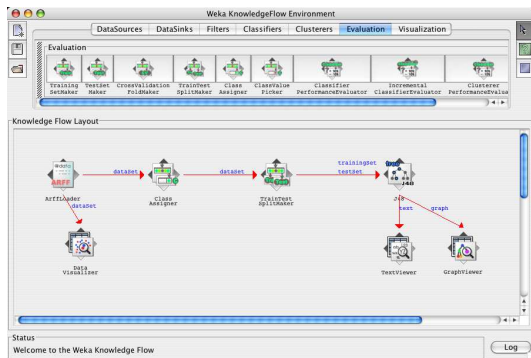 Weka KnowledgeFlow Environment
DataSources DataSinks Filters Classifiers Clusterers Evaluation Visualization
Evaluation
Training SetMaker
TestSet Maker
CrossValidation FoldMaker
TrainTest SplitMaker
Class Assigner
ClassValue Picker
Classifier PerformanceEvaluator
Incremental ClassifierEvaluator
Clusterer PerformanceEvalua
Knowledge Flow Layout
ArffLoader
dataSet
Class Assigner
dataSet
TrainTest SplitMaker
trainingSet
testSet
J48
J48
dataSet
text
graph
Data Visualizer
TextViewer
GraphViewer
Status
Welcome to the Weka Knowledge Flow
Log